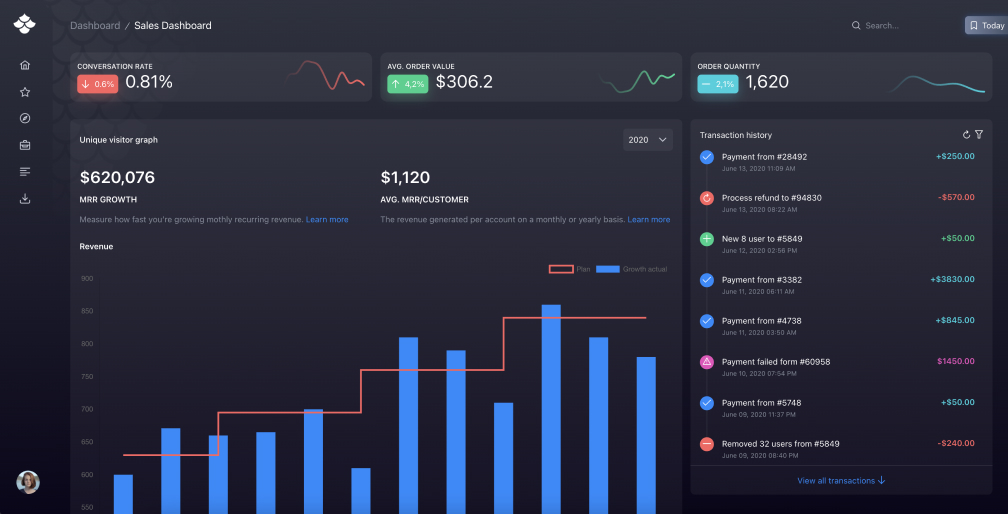 Dashboard / Sales Dashboard
Search...
Today
CONVERSATION RATE
↓ 0.6% 0.81%
AVG. ORDER VALUE
↑ 4,2% $306.2
ORDER QUANTITY
— 2,1% 1,620
Unique visitor graph
2020
$620,076
MRR GROWTH
Measure how fast you're growing mothly recurring revenue. Learn more
$1,120
AVG. MRR/CUSTOMER
The revenue generated per account on a monthly or yearly basis. Learn more
Revenue
Plan
Growth actual
900
850
800
750
700
650
600
550
Transaction history
Payment from #28492 +$250.00
June 13, 2020 11:09 AM
Process refund to #94830 -$570.00
June 13, 2020 08:22 AM
New 8 user to #5849 +$50.00
June 12, 2020 02:56 PM
Payment from #3382 +$3830.00
June 11, 2020 06:11 AM
Payment from #4738 +$845.00
June 11, 2020 03:50 AM
Payment failed form #60958 $1450.00
June 10, 2020 07:54 PM
Payment from #5748 +$50.00
June 09, 2020 11:37 PM
Removed 32 users from #5849 -$240.00
June 09, 2020 08:40 PM
View all transactions ↓